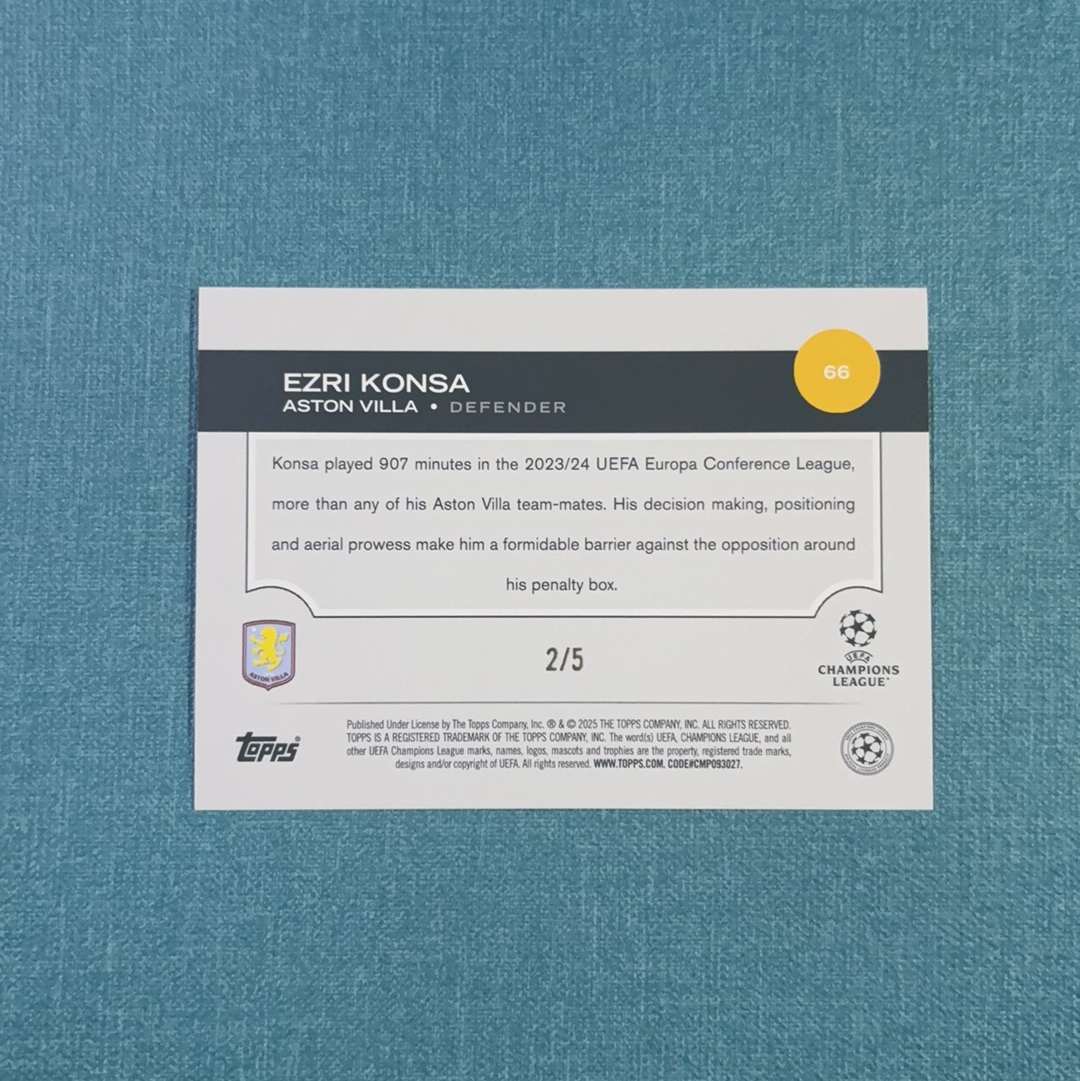 EZRI KONSA
ASTON VILLA • DEFENDER
66
Konsa played 907 minutes in the 2023/24 UEFA Europa Conference League,
more than any of his Aston Villa team-mates. His decision making, positioning
and aerial prowess make him a formidable barrier against the opposition around
his penalty box.
ASTON VILLA
2/5
UEFA
CHAMPIONS
LEAGUE
Topps®
Published Under License by The Topps Company, Inc. ® & © 2025 THE TOPPS COMPANY, INC. ALL RIGHTS RESERVED.
TOPPS IS A REGISTERED TRADEMARK OF THE TOPPS COMPANY, INC. The word(s) UEFA, CHAMPIONS LEAGUE, and all
other UEFA Champions League marks, names, logos, mascots and trophies are the property, registered trade marks,
designs and/or copyright of UEFA. All rights reserved. WWW.TOPPS.COM. CODE#CMP093027.